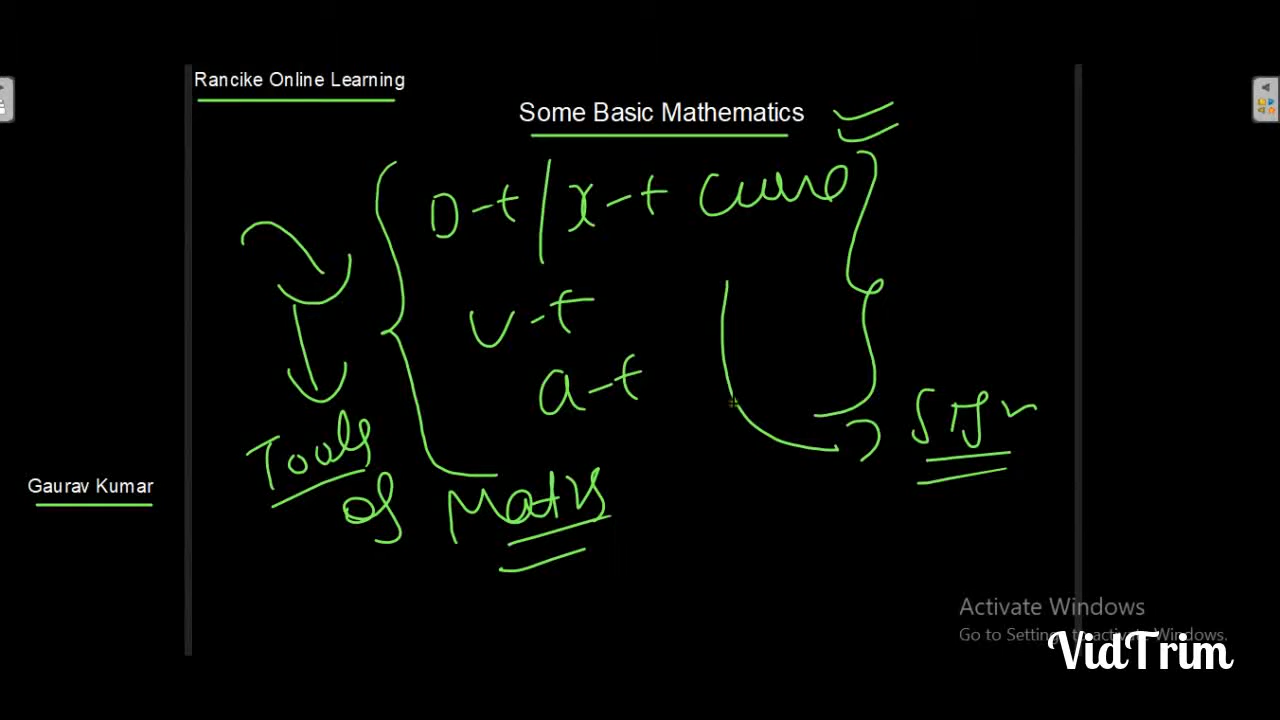 Rancike Online Learning
Some Basic Mathematics
D-t/x-t curve
v-t
a-t
Tools
of Maths
Gaurav Kumar
Activate Windows
Go to Settings to activate Windows.
VidTrim